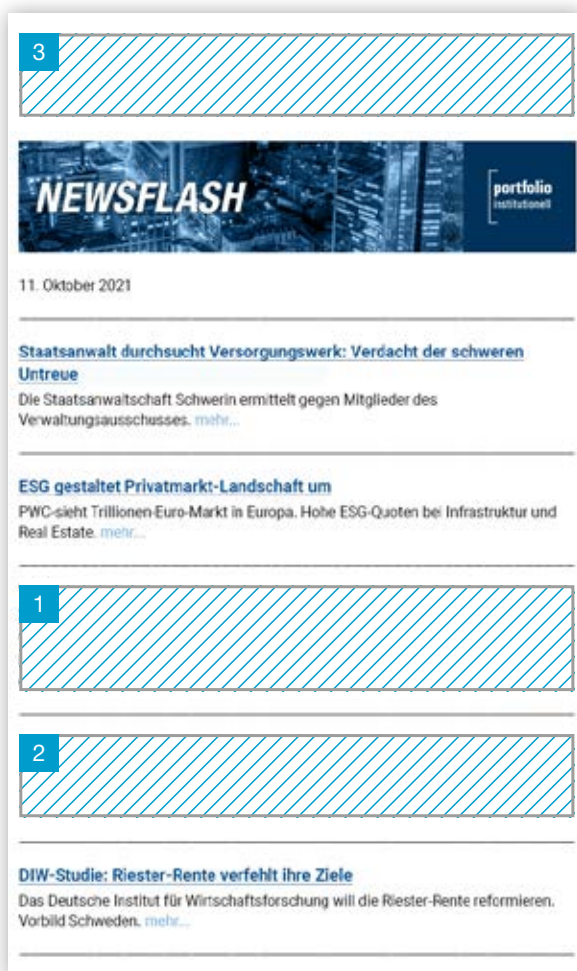 3
NEWSFLASH
portfolio
institutionell
11. Oktober 2021
Staatsanwalt durchsucht Versorgungswerk: Verdacht der schweren
Untreue
Die Staatsanwaltschaft Schwerin ermittelt gegen Mitglieder des
Verwaltungsausschusses. mehr...
ESG gestaltet Privatmarkt-Landschaft um
PWC-sieht Trillionen-Euro-Markt in Europa. Hohe ESG-Quoten bei Infrastruktur und
Real Estate. mehr...
1
2
DIW-Studie: Riester-Rente verfehlt ihre Ziele
Das Deutsche Institut für Wirtschaftsforschung will die Riester-Rente reformieren.
Vorbild Schweden. mehr...